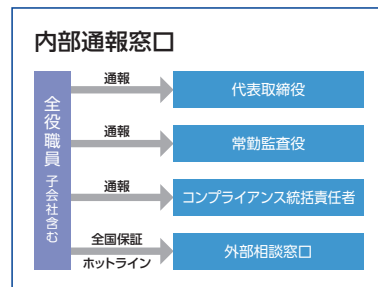 内部通報窓口
全役職員 子会社含む
通報
代表取締役
通報
常勤監査役
通報
コンプライアンス統括責任者
全国保証
ホットライン
外部相談窓口